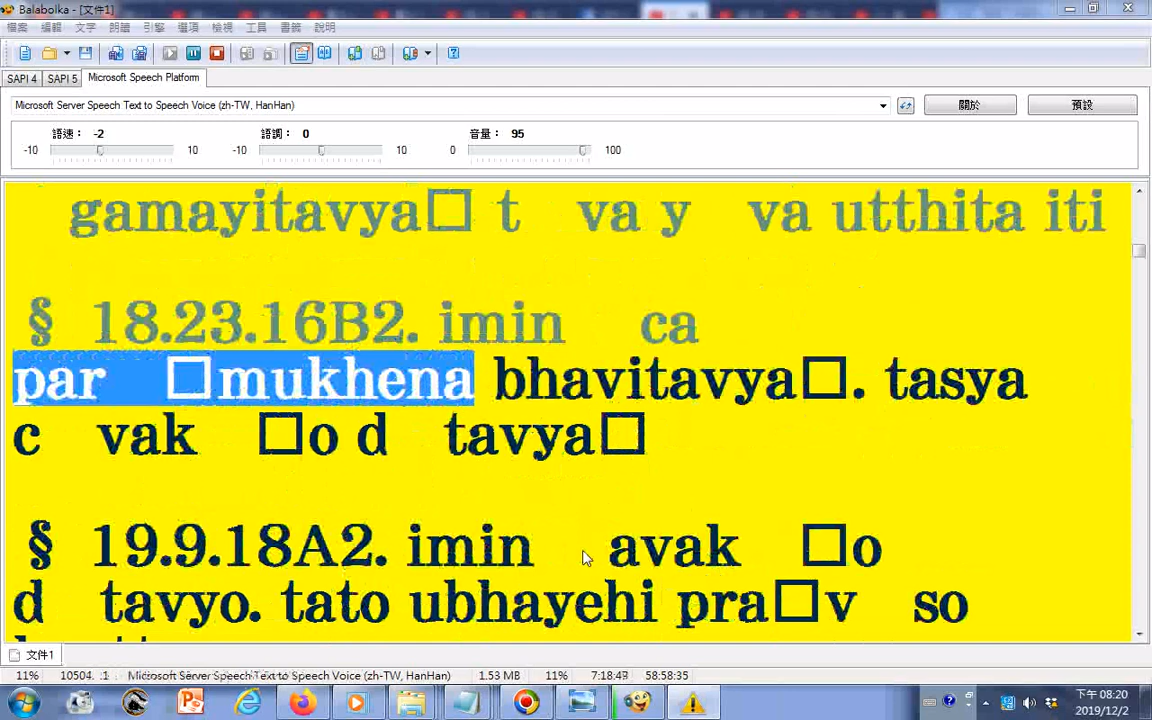 Balabolka - [文件1]
檔案 編輯 文字 朗讀 引擎 選項 檢視 工具 書籤 說明
SAPI 4 SAPI 5 Microsoft Speech Platform
Microsoft Server Speech Text to Speech Voice (zh-TW, HanHan) 關於 預設
語速： -2 語調： 0 音量： 95
-10 10 -10 10 0 100
gamayitavya□ t va y va utthita iti
§ 18.23.16B2. imin ca
par □mukhena bhavitavya□. tasya
c vak □o d tavya□
§ 19.9.18A2. imin avak □o
d tavyo. tato ubhayehi pra□v so
文件1
11% 10504. :1 Microsoft Server Speech Text to Speech Voice (zh-TW, HanHan) 1.53 MB 11% 7:18:49 58:58:35
下午 08:20
2019/12/2